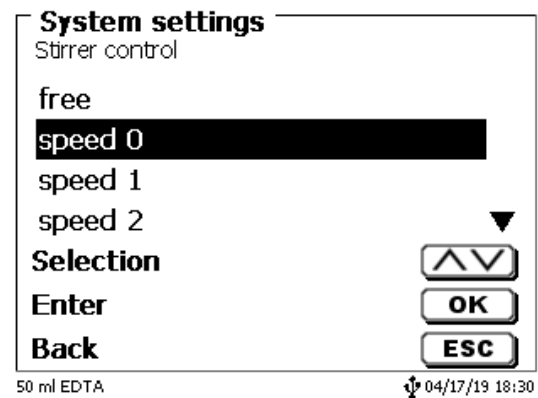 System settings
Stirrer control
free
speed 0
speed 1
speed 2
Selection
Enter OK
Back ESC
50 ml EDTA 04/17/19 18:30